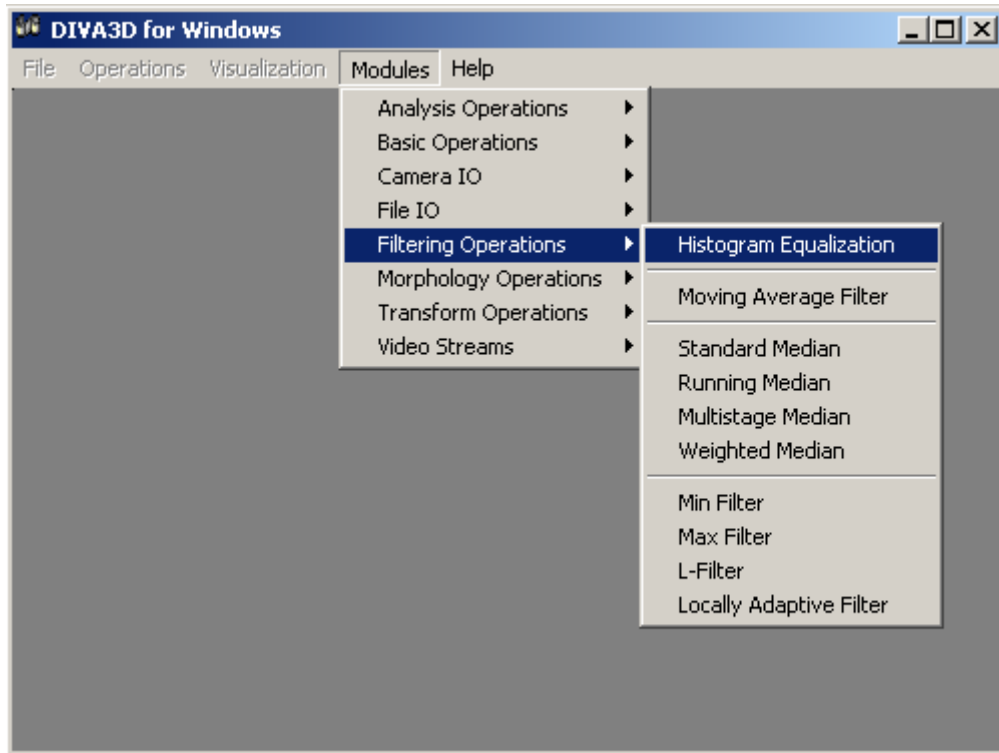 DIVA3D for Windows
File Operations Visualization Modules Help
Analysis Operations
Basic Operations
Camera IO
File IO
Filtering Operations
Morphology Operations
Transform Operations
Video Streams
Histogram Equalization
Moving Average Filter
Standard Median
Running Median
Multistage Median
Weighted Median
Min Filter
Max Filter
L-Filter
Locally Adaptive Filter